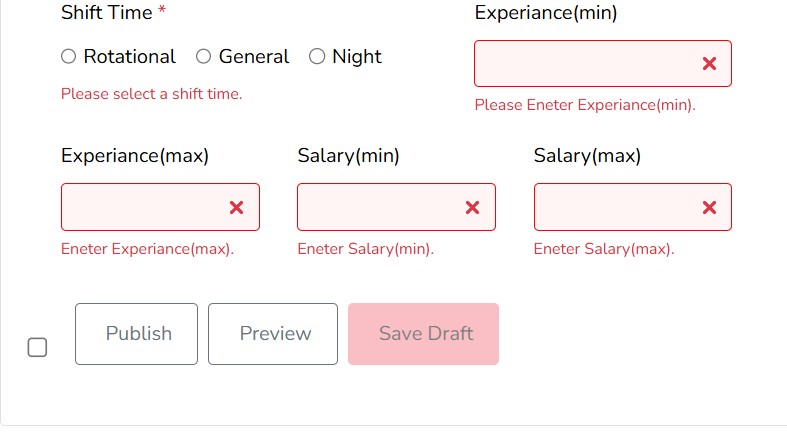 Shift Time *
Experiance(min)
Rotational General Night
Please select a shift time.
Please Eneter Experiance(min).
Experiance(max) Salary(min) Salary(max)
Eneter Experiance(max). Eneter Salary(min). Eneter Salary(max).
Publish Preview Save Draft